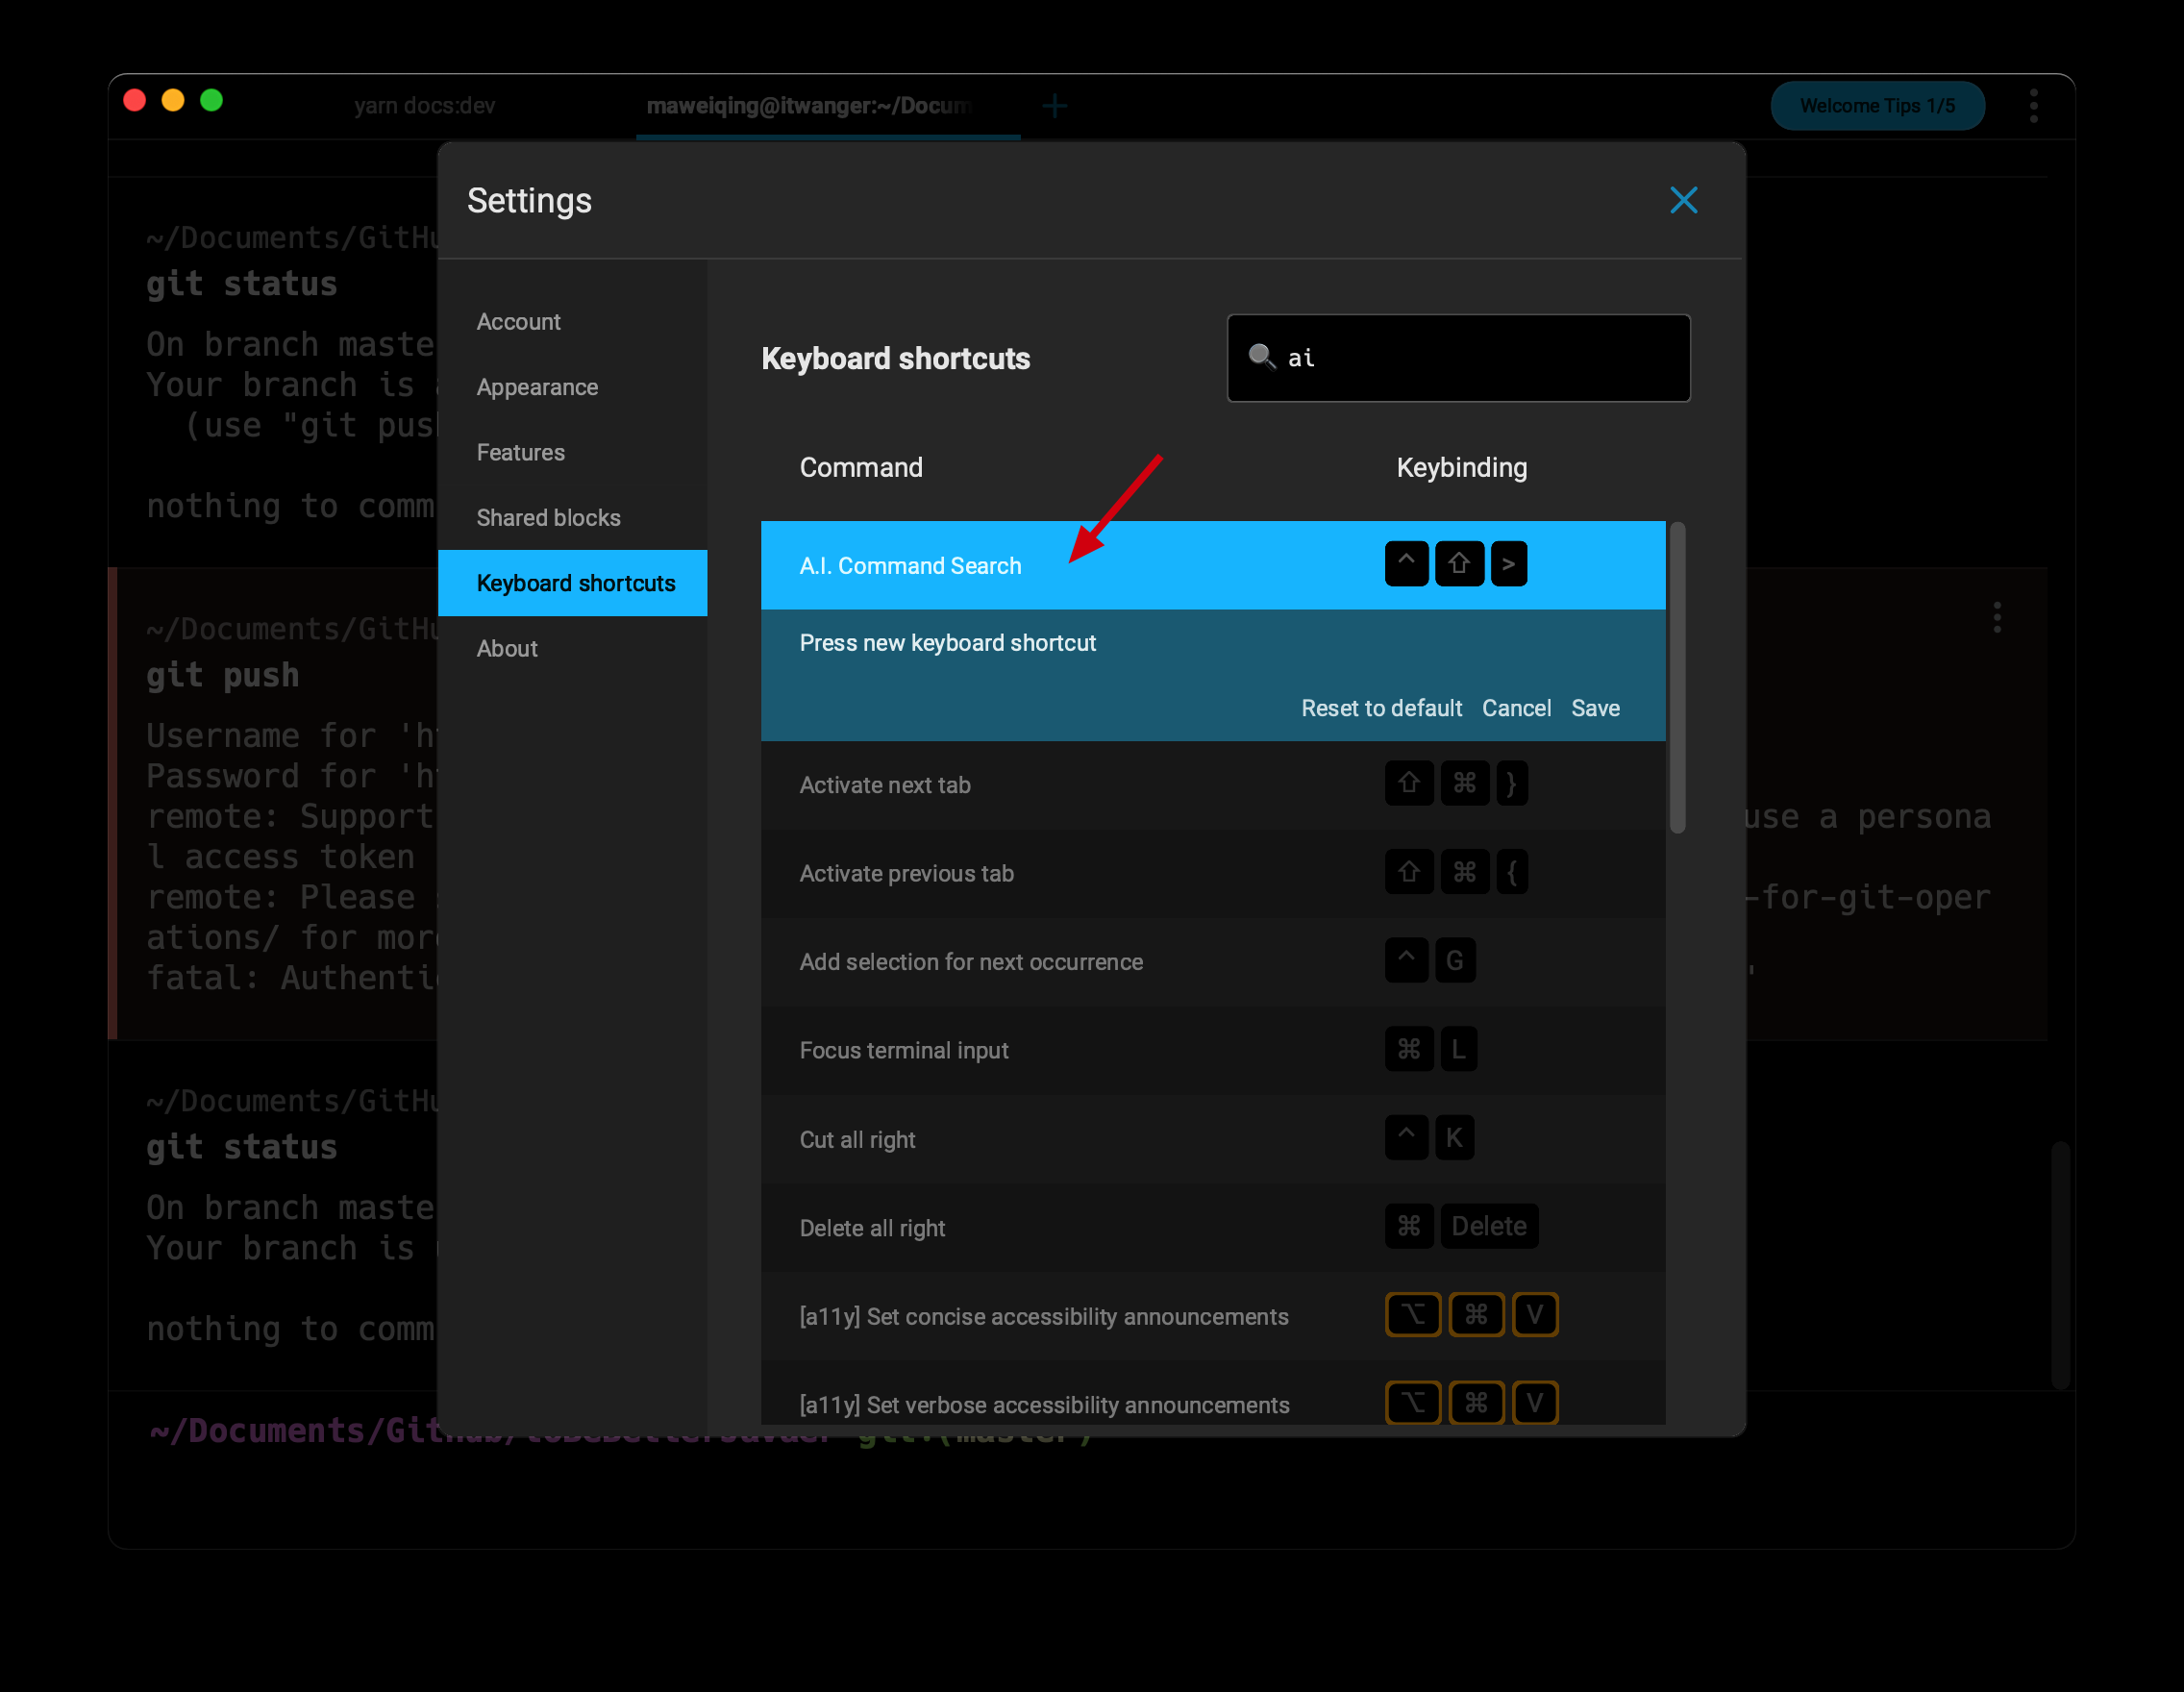 yarn docs:dev
maweiqing@itwanger:~/Docum
+
Welcome Tips 1/5
Settings
Account
Appearance
Features
Shared blocks
Keyboard shortcuts
About
Keyboard shortcuts
🔍 ai
Command Keybinding
A.I. Command Search ^ ⇧ >
Press new keyboard shortcut
Reset to default Cancel Save
Activate next tab ⇧ ⌘ }
Activate previous tab ⇧ ⌘ {
Add selection for next occurrence ^ G
Focus terminal input ⌘ L
Cut all right ^ K
Delete all right ⌘ Delete
[a11y] Set concise accessibility announcements ⌥ ⌘ V
[a11y] Set verbose accessibility announcements ⌥ ⌘ V
~/Documents/GitHu
git status
On branch maste
Your branch is
(use "git pus
nothing to comm
~/Documents/GitHu
git push
Username for 'h
Password for 'h
remote: Support use a persona
l access token
remote: Please -for-git-oper
ations/ for mor
fatal: Authenti '
~/Documents/GitHu
git status
On branch maste
Your branch is
nothing to comm
~/Documents/GitHub/toBeBetterJavaer git:(master)